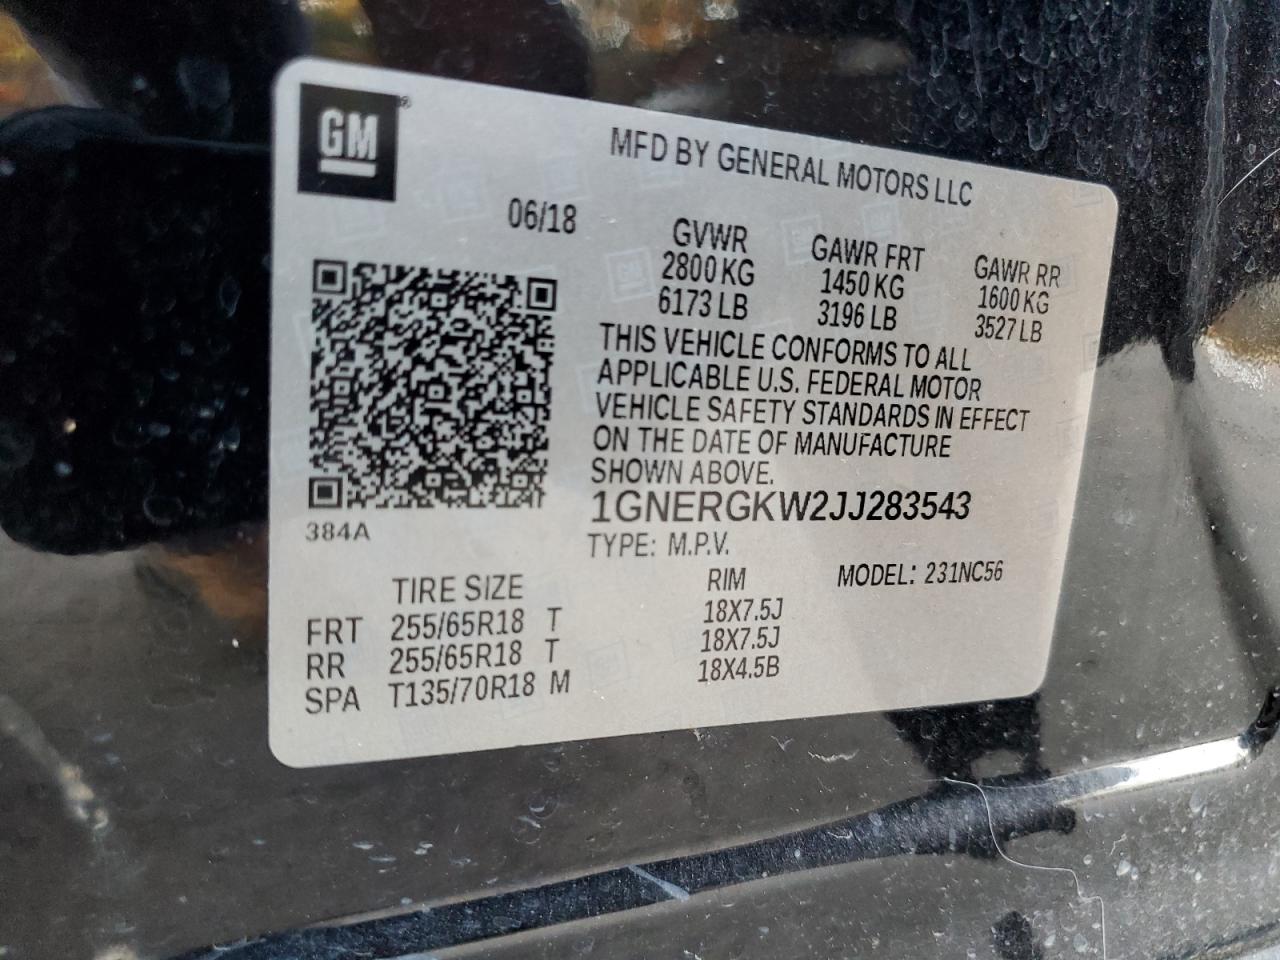 GM®
MFD BY GENERAL MOTORS LLC
06/18
GVWR GAWR FRT GAWR RR
2800 KG 1450 KG 1600 KG
6173 LB 3196 LB 3527 LB
THIS VEHICLE CONFORMS TO ALL
APPLICABLE U.S. FEDERAL MOTOR
VEHICLE SAFETY STANDARDS IN EFFECT
ON THE DATE OF MANUFACTURE
SHOWN ABOVE.
1GNERGKW2JJ283543
384A
TYPE: M.P.V.
TIRE SIZE RIM MODEL: 231NC56
FRT 255/65R18 T 18X7.5J
RR 255/65R18 T 18X7.5J
SPA T135/70R18 M 18X4.5B